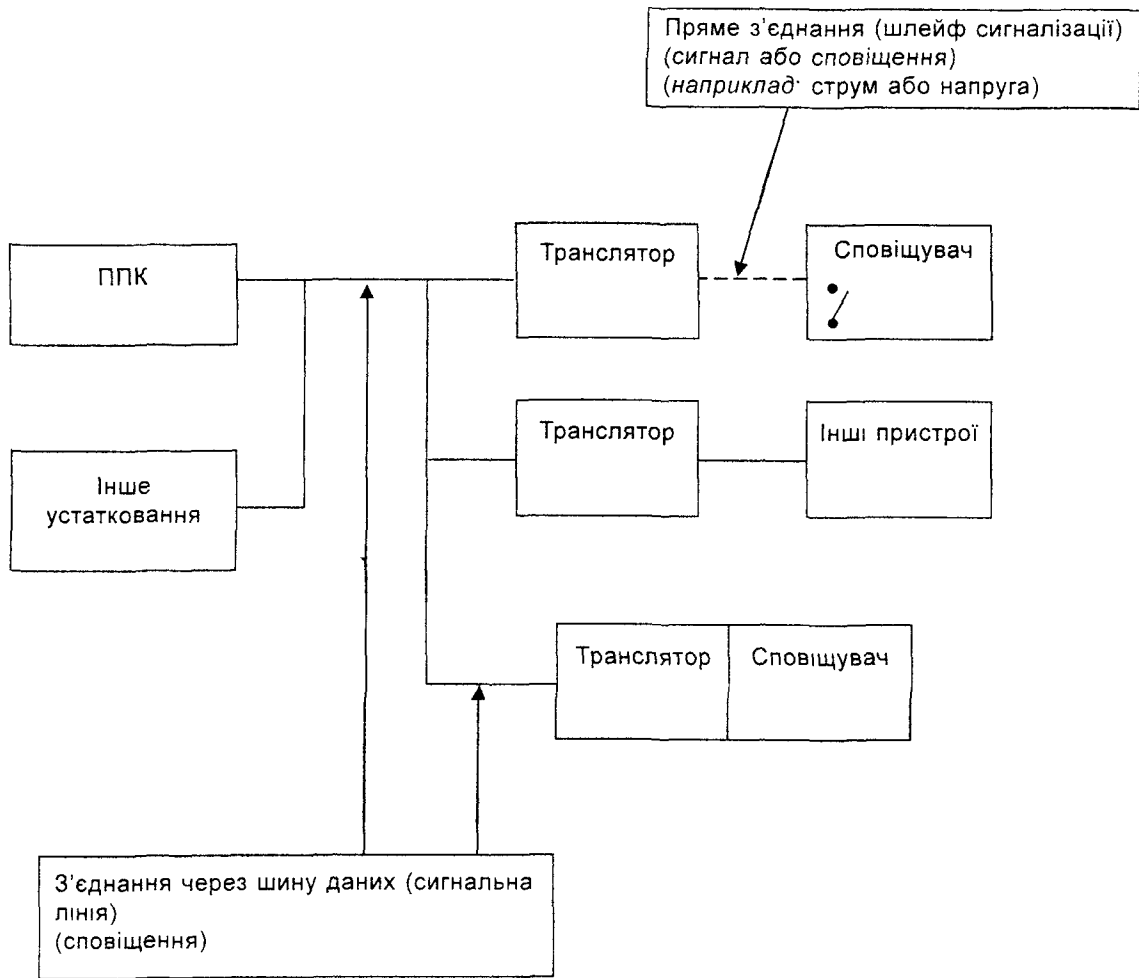 Пряме з'єднання (шлейф сигналізації)
(сигнал або сповіщення)
(наприклад: струм або напруга)
ППК
Транслятор
Сповіщувач
Інше
устатковання
Транслятор
Інші пристрої
Транслятор
Сповіщувач
З'єднання через шину даних (сигнальна
лінія)
(сповіщення)